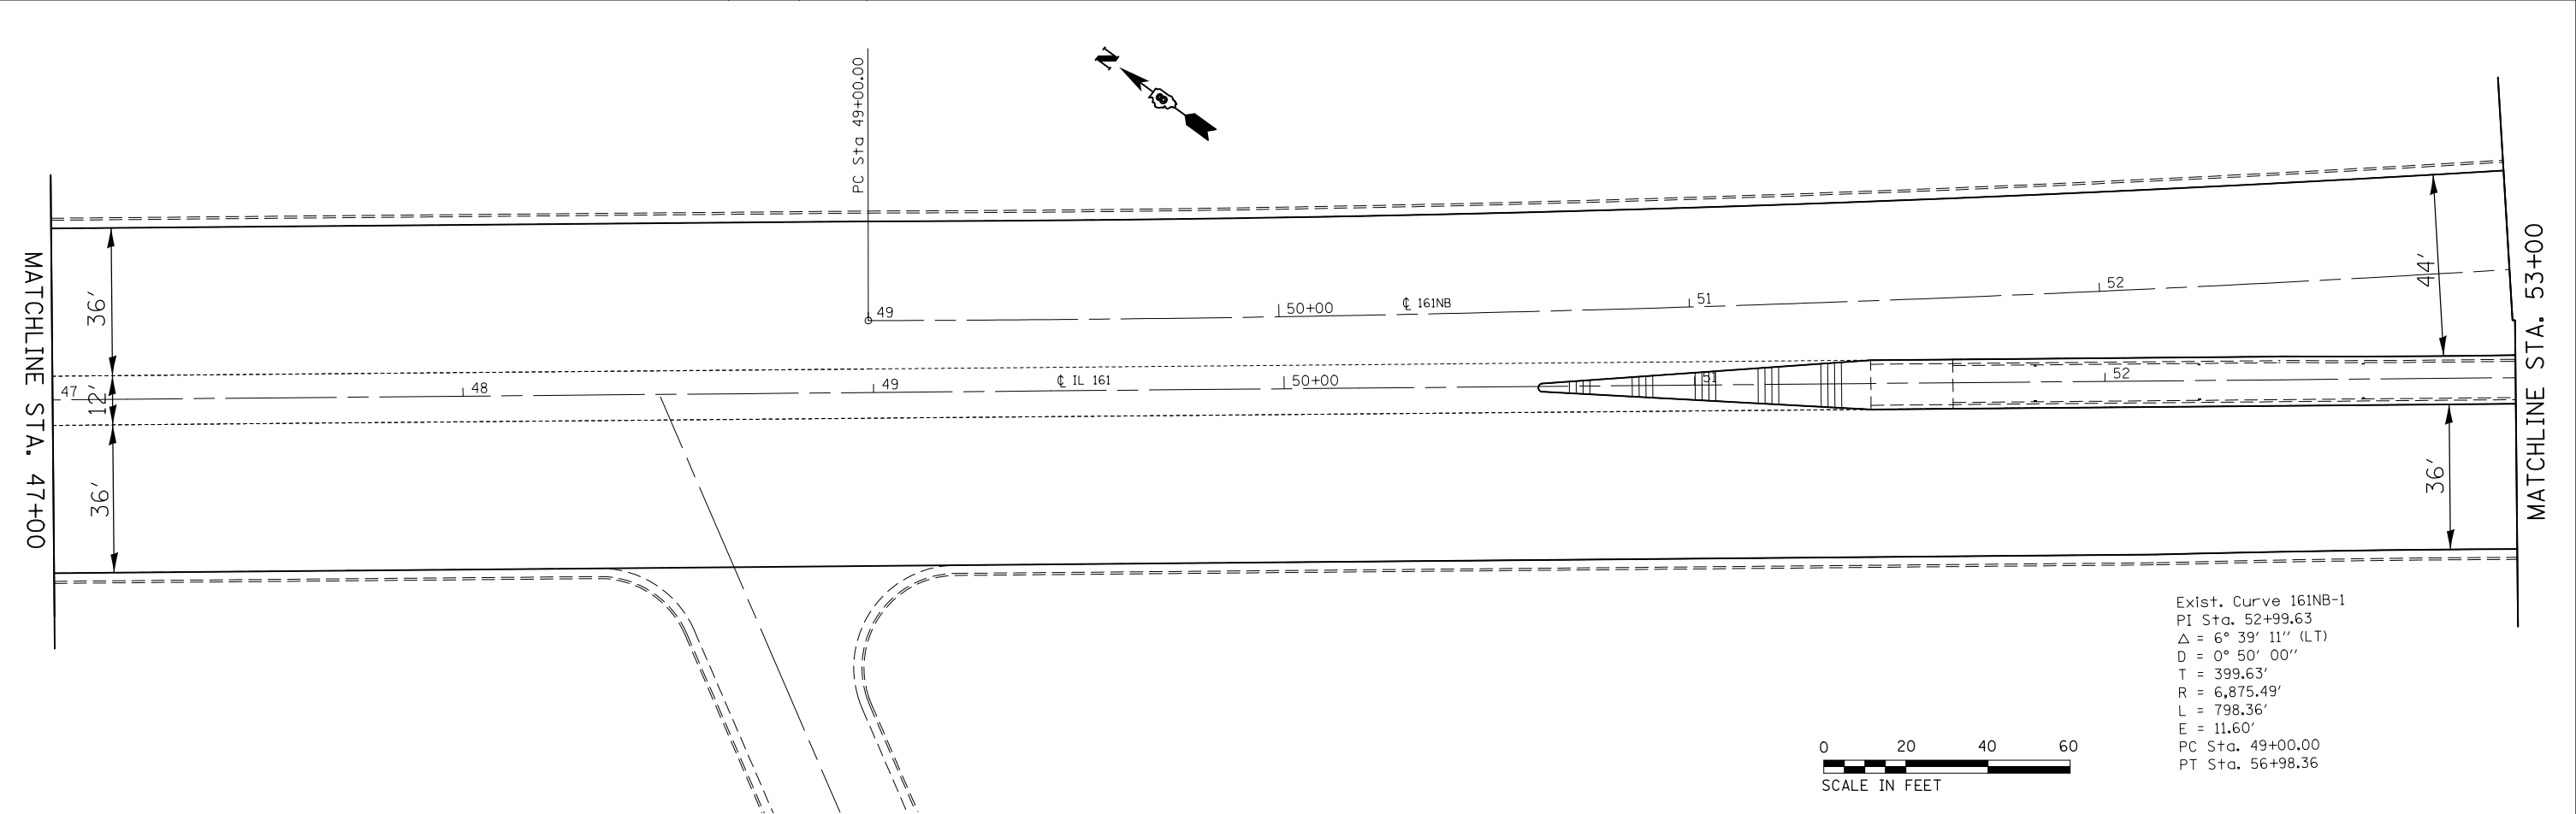 PC Sta 49+00.00
N
MATCHLINE STA. 47+00
36'
12'
36'
47
48
49
℄ IL 161
50+00
51
52
49
50+00
℄ 161NB
51
52
44'
36'
MATCHLINE STA. 53+00
Exist. Curve 161NB-1
PI Sta. 52+99.63
△ = 6° 39' 11'' (LT)
D = 0° 50' 00''
T = 399.63'
R = 6,875.49'
L = 798.36'
E = 11.60'
PC Sta. 49+00.00
PT Sta. 56+98.36
0 20 40 60
SCALE IN FEET